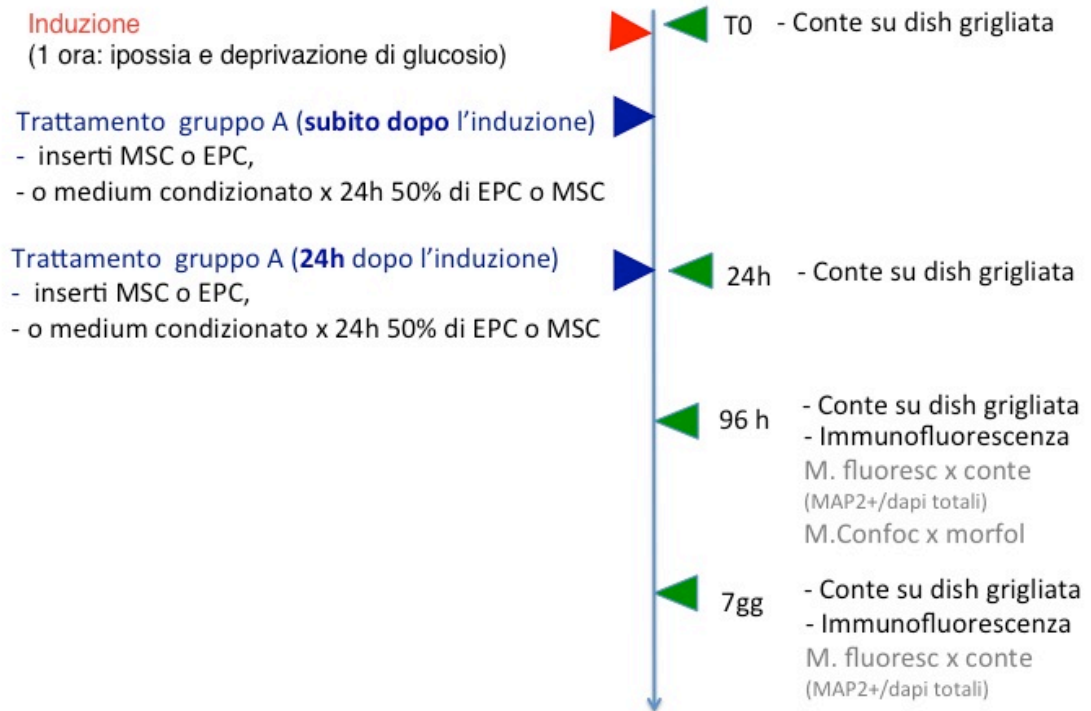 Induzione
(1 ora: ipossia e deprivazione di glucosio)
T0
- Conte su dish grigliata
Trattamento gruppo A (subito dopo l'induzione)
- inserti MSC o EPC,
- o medium condizionato x 24h 50% di EPC o MSC
Trattamento gruppo A (24h dopo l'induzione)
- inserti MSC o EPC,
- o medium condizionato x 24h 50% di EPC o MSC
24h
- Conte su dish grigliata
96 h
- Conte su dish grigliata
- Immunofluorescenza
M. fluoresc x conte
(MAP2+/dapi totali)
M.Confoc x morfol
7gg
- Conte su dish grigliata
- Immunofluorescenza
M. fluoresc x conte
(MAP2+/dapi totali)